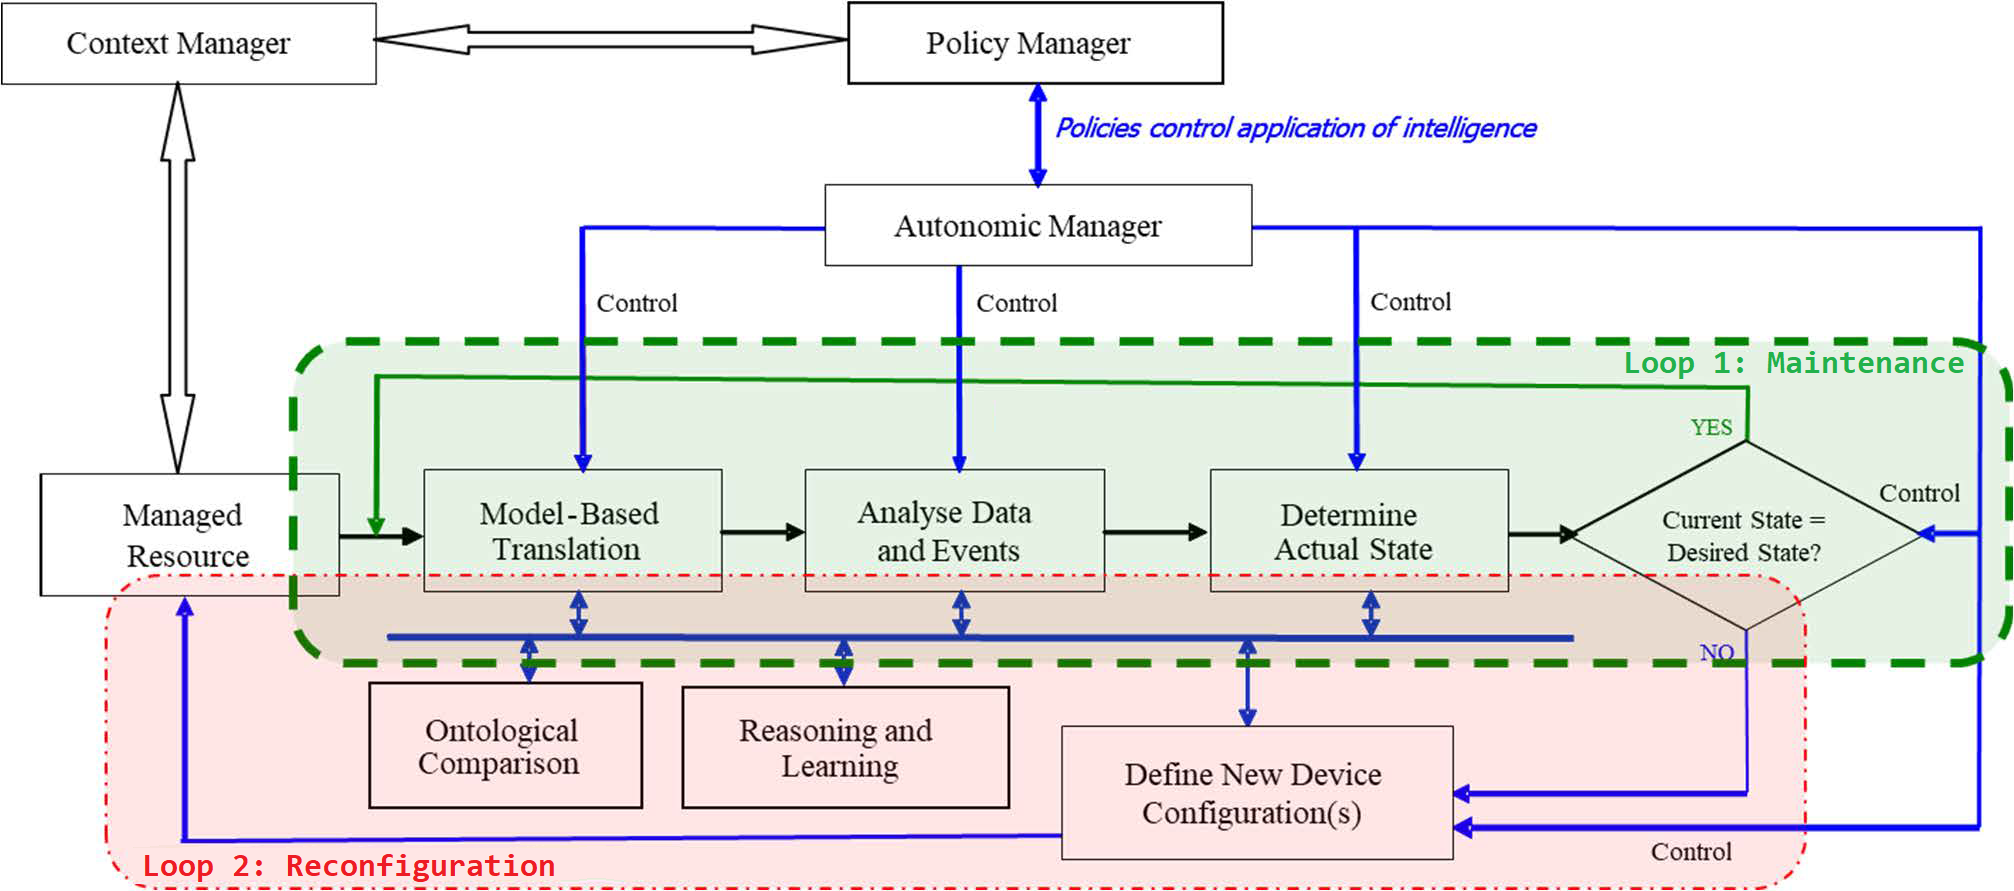 Context Manager
Policy Manager
Policies control application of intelligence
Autonomic Manager
Control
Control
Control
Loop 1: Maintenance
YES
Managed
Resource
Model-Based
Translation
Analyse Data
and Events
Determine
Actual State
Current State =
Desired State?
Control
NO
Ontological
Comparison
Reasoning and
Learning
Define New Device
Configuration(s)
Control
Loop 2: Reconfiguration